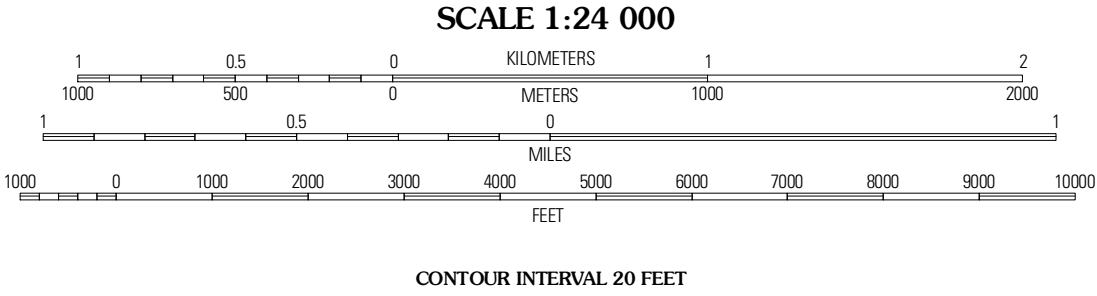 SCALE 1:24 000
1 0.5 0 KILOMETERS 1 2
1000 500 0 METERS 1000 2000
1 0.5 0 1
MILES
1000 0 1000 2000 3000 4000 5000 6000 7000 8000 9000 10000
FEET
CONTOUR INTERVAL 20 FEET